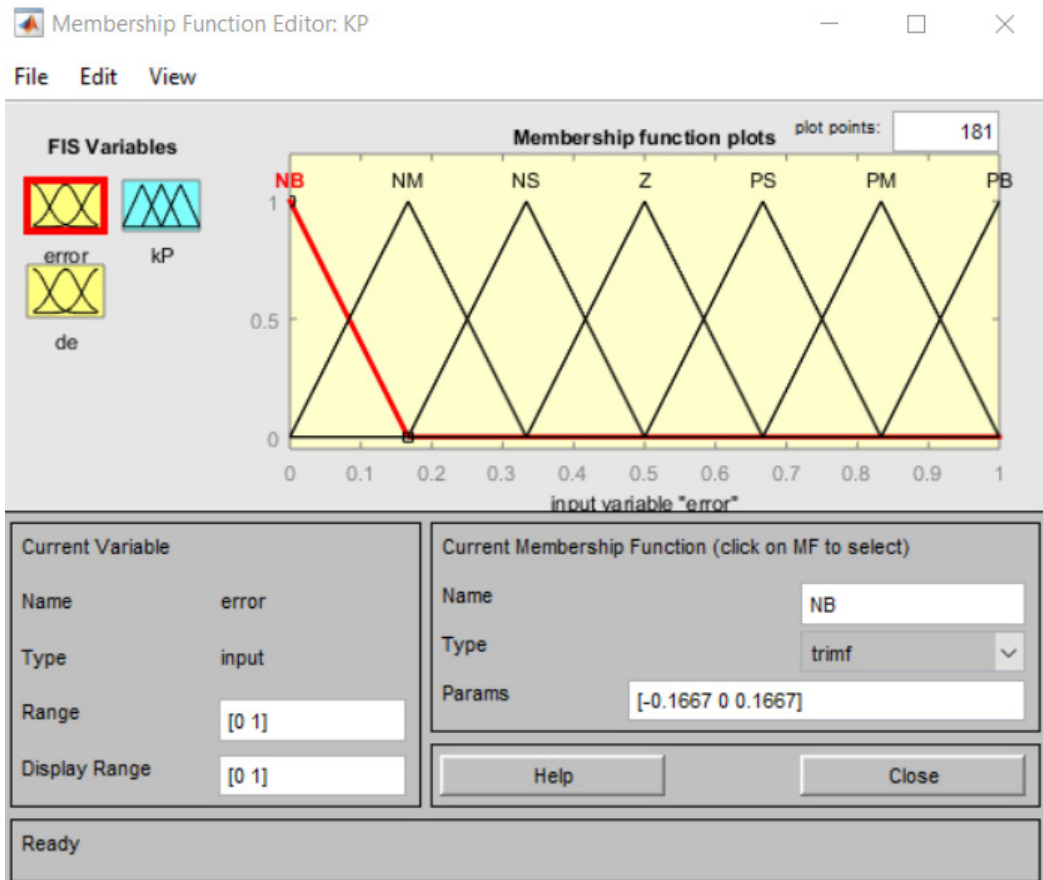 Membership Function Editor: KP
File Edit View
FIS Variables
Membership function plots
plot points:
181
error
kP
de
NB NM NS Z PS PM PB
1
0.5
0
0 0.1 0.2 0.3 0.4 0.5 0.6 0.7 0.8 0.9 1
input variable "error"
Current Variable
Name error
Type input
Range [0 1]
Display Range [0 1]
Current Membership Function (click on MF to select)
Name NB
Type trimf
Params [-0.1667 0 0.1667]
Help Close
Ready